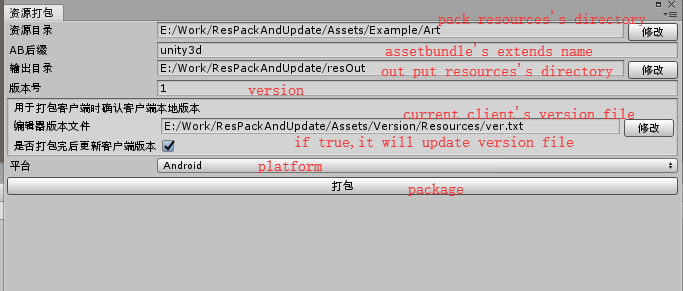 资源打包
资源目录 E:/Work/ResPackAndUpdate/Assets/Example/Art 修改
pack resources's directory
AB后缀 unity3d
assetbundle's extends name
输出目录 E:/Work/ResPackAndUpdate/resOut 修改
out put resources's directory
版本号 1
version
用于打包客户端时确认客户端本地版本
current client's version file
编辑器版本文件 E:/Work/ResPackAndUpdate/Assets/Version/Resources/ver.txt 修改
是否打包完后更新客户端版本
if true,it will update version file
平台 Android
platform
打包
package